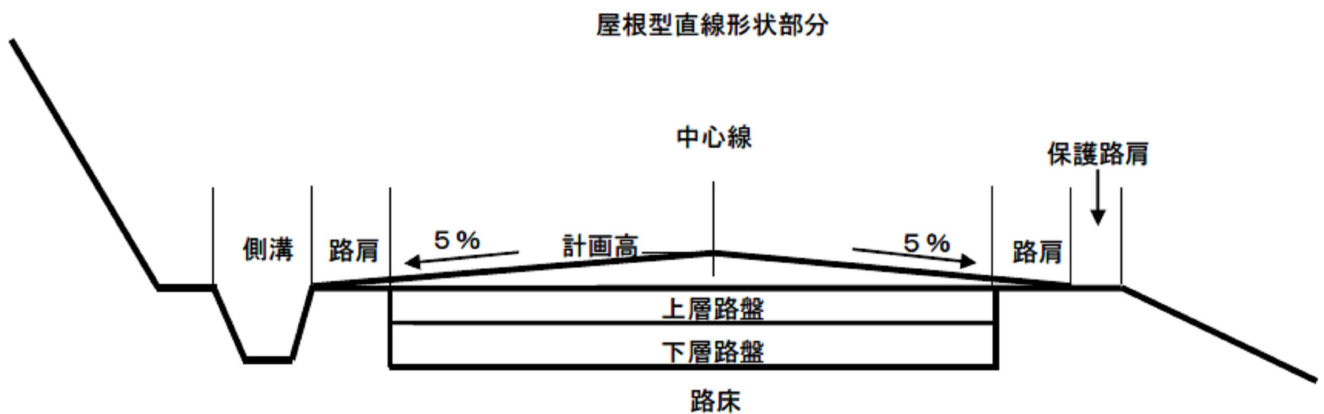 屋根型直線形状部分
中心線
保護路肩
側溝
路肩
5%
計画高
5%
路肩
上層路盤
下層路盤
路床